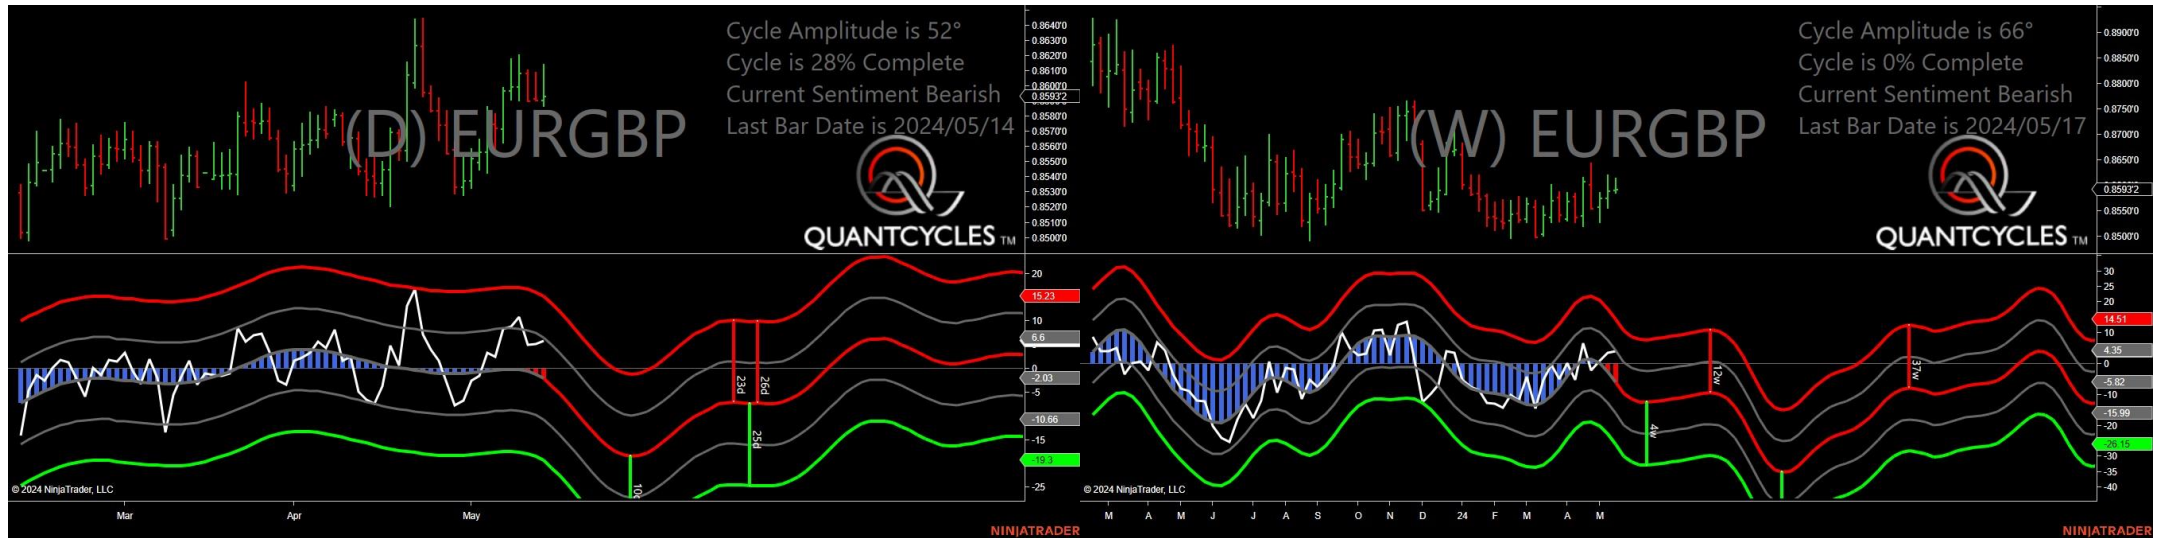 Cycle Amplitude is 52°
Cycle is 28% Complete
Current Sentiment Bearish
Last Bar Date is 2024/05/14
(D) EURGBP
QUANTCYCLES TM
0.8640'0
0.8630'0
0.8620'0
0.8610'0
0.8600'0
0.8593'2
0.8580'0
0.8570'0
0.8560'0
0.8550'0
0.8540'0
0.8530'0
0.8520'0
0.8510'0
0.8500'0
20
15.23
10
6.6
0
-2.03
-5
-10.66
-15
-19.3
-25
23d
26d
25d
© 2024 NinjaTrader, LLC
Mar Apr May
NINJATRADER
Cycle Amplitude is 66°
Cycle is 0% Complete
Current Sentiment Bearish
Last Bar Date is 2024/05/17
(W) EURGBP
QUANTCYCLES TM
0.8900'0
0.8850'0
0.8800'0
0.8750'0
0.8700'0
0.8650'0
0.8593'2
0.8550'0
0.8500'0
30
25
20
14.51
10
4.35
0
-5.82
-10
-15.99
-20
-26.15
-30
-35
-40
12w
37w
4w
© 2024 NinjaTrader, LLC
M A M J J A S O N D 24 F M A M
NINJATRADER